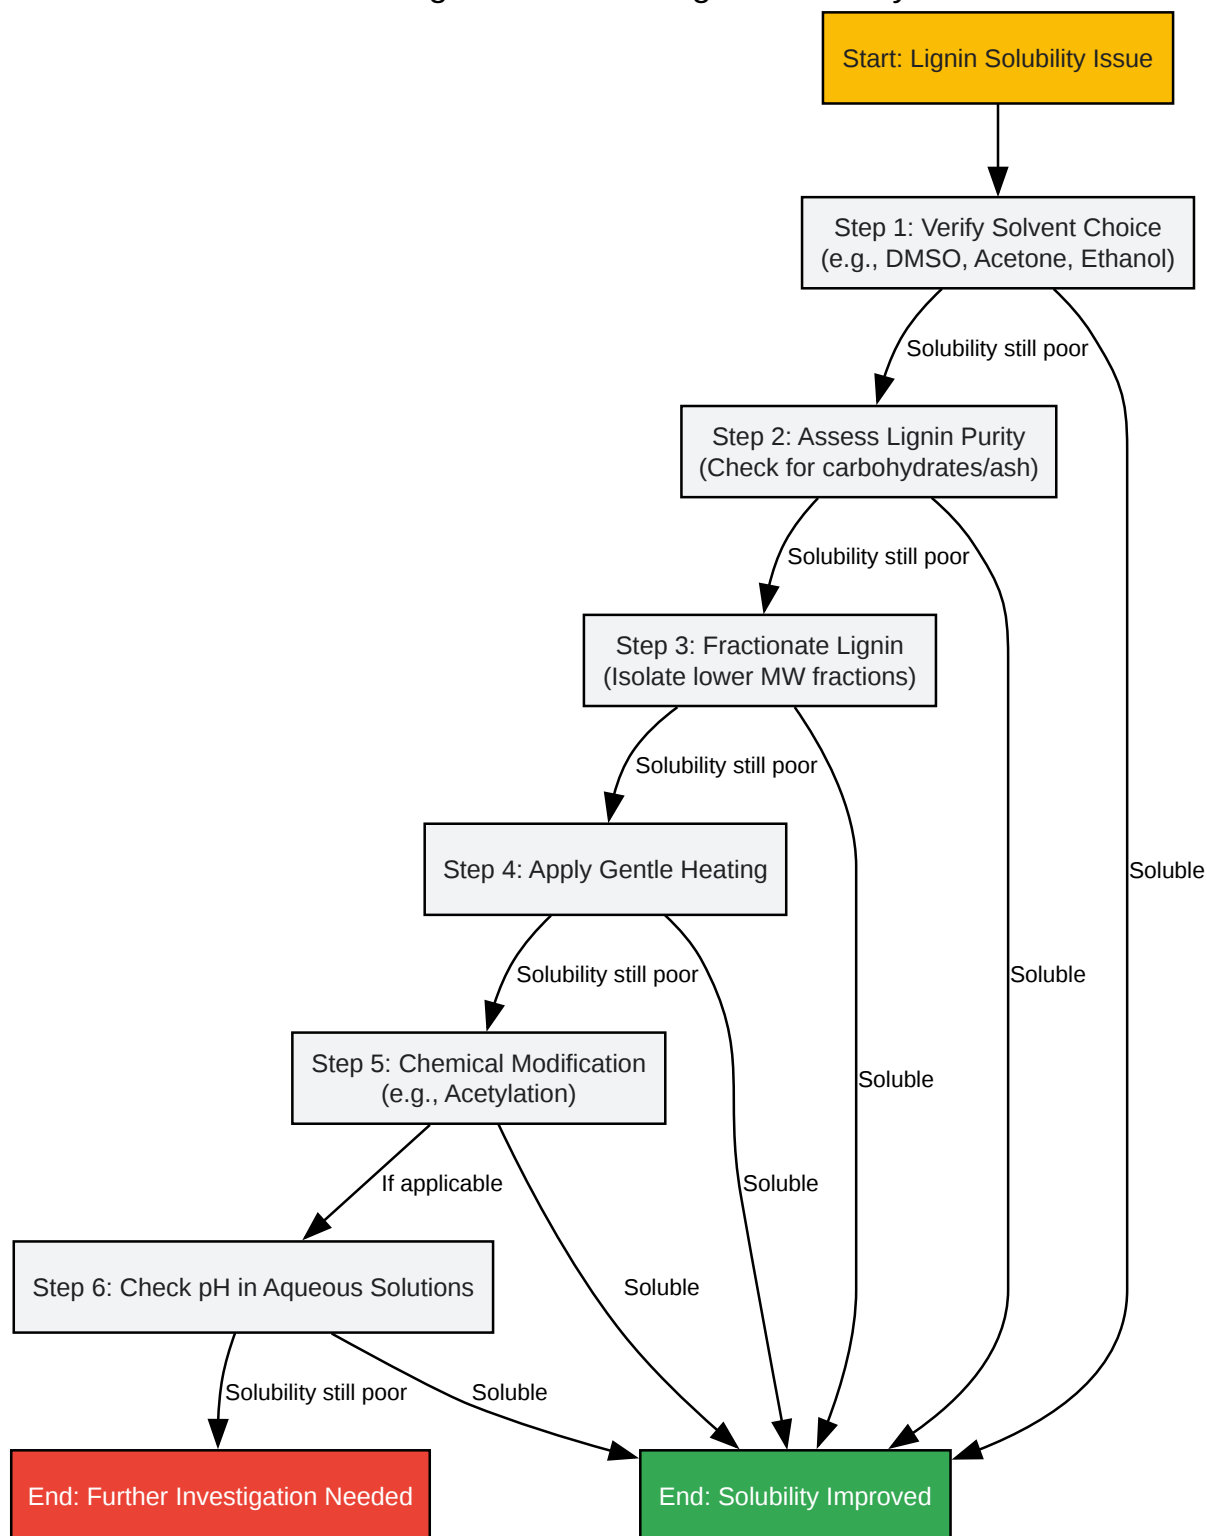 Start: Lignin Solubility Issue
Step 1: Verify Solvent Choice
(e.g., DMSO, Acetone, Ethanol)
Solubility still poor
Step 2: Assess Lignin Purity
(Check for carbohydrates/ash)
Solubility still poor
Step 3: Fractionate Lignin
(Isolate lower MW fractions)
Solubility still poor
Step 4: Apply Gentle Heating
Soluble
Solubility still poor
Soluble
Step 5: Chemical Modification
(e.g., Acetylation)
Soluble
If applicable
Soluble
Step 6: Check pH in Aqueous Solutions
Soluble
Solubility still poor
Soluble
End: Further Investigation Needed
End: Solubility Improved